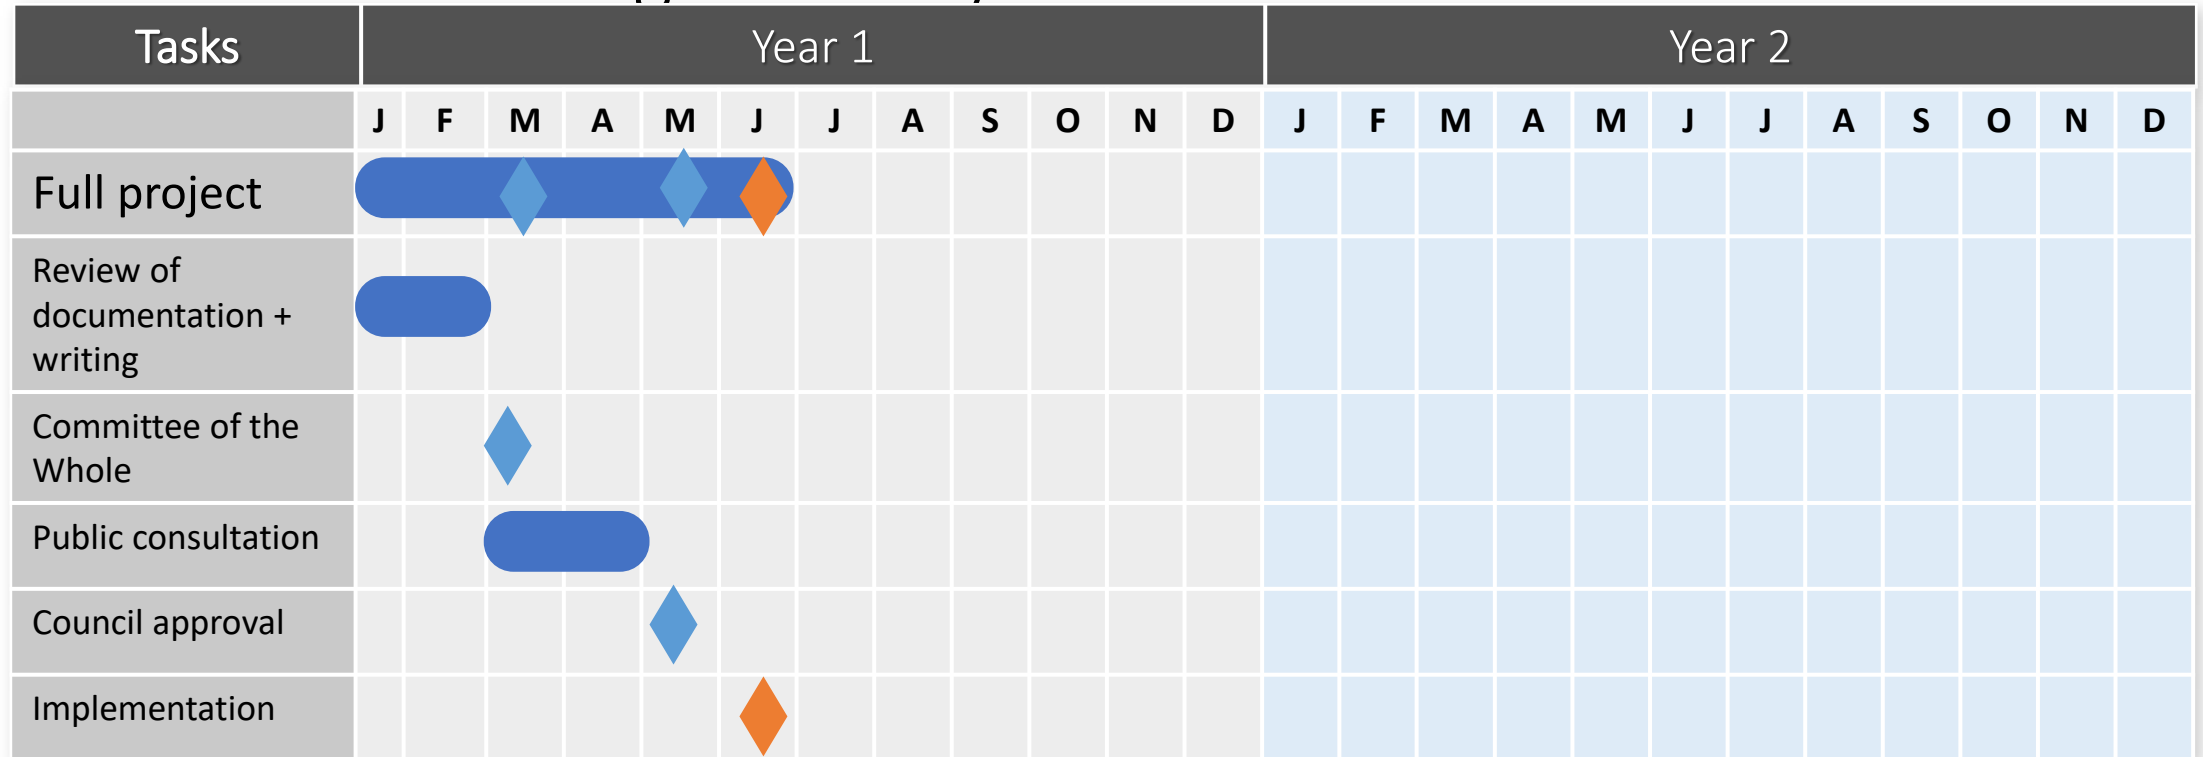 Tasks Year 1 Year 2
J F M A M J J A S O N D J F M A M J J A S O N D
Full project
Review of
documentation +
writing
Committee of the
Whole
Public consultation
Council approval
Implementation